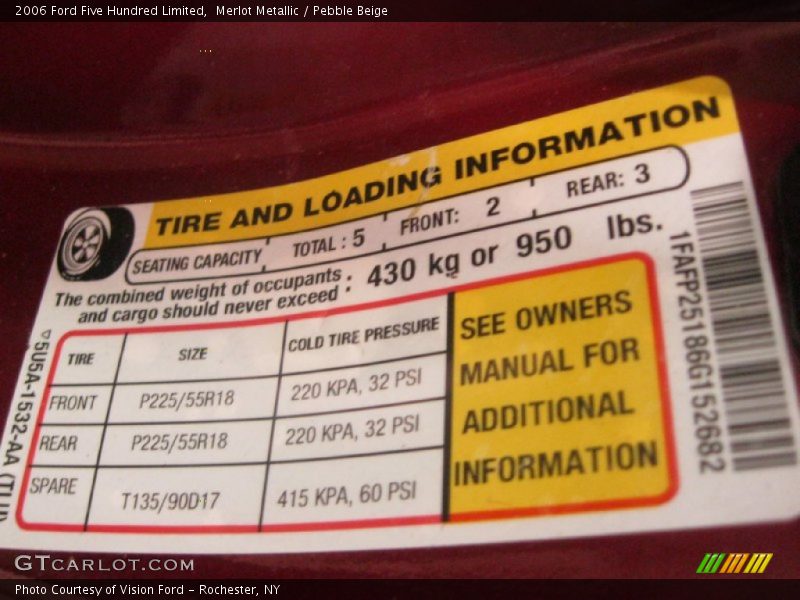 2006 Ford Five Hundred Limited,  Merlot Metallic / Pebble Beige
TIRE AND LOADING INFORMATION
SEATING CAPACITY TOTAL : 5 FRONT: 2 REAR: 3
The combined weight of occupants
and cargo should never exceed : 430 kg or 950 lbs.
TIRE SIZE COLD TIRE PRESSURE
FRONT P225/55R18 220 KPA, 32 PSI
REAR P225/55R18 220 KPA, 32 PSI
SPARE T135/90D17 415 KPA, 60 PSI
SEE OWNERS
MANUAL FOR
ADDITIONAL
INFORMATION
1FAFP25186G152682
5U5A-1532-AA
GTCARLOT.COM
Photo Courtesy of Vision Ford - Rochester, NY